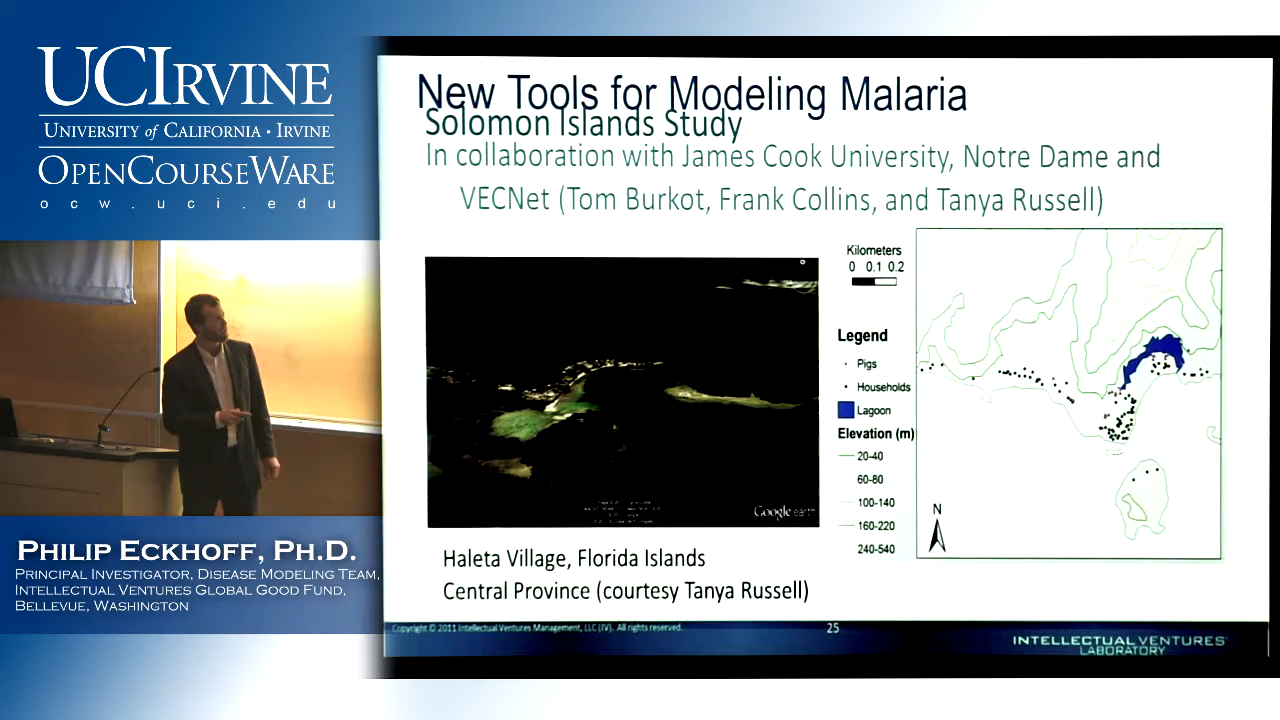 UCIRVINE
UNIVERSITY of CALIFORNIA • IRVINE
OPENCOURSEWARE
ocw.uci.edu
PHILIP ECKHOFF, PH.D.
PRINCIPAL INVESTIGATOR, DISEASE MODELING TEAM,
INTELLECTUAL VENTURES GLOBAL GOOD FUND,
BELLEVUE, WASHINGTON
New Tools for Modeling Malaria
Solomon Islands Study
In collaboration with James Cook University, Notre Dame and
VECNet (Tom Burkot, Frank Collins, and Tanya Russell)
Google earth
Haleta Village, Florida Islands
Central Province (courtesy Tanya Russell)
Kilometers
0 0.1 0.2
Legend
Pigs
Households
Lagoon
Elevation (m)
20-40
60-80
100-140
160-220
240-540
N
Copyright © 2011 Intellectual Ventures Management, LLC (IV). All rights reserved.
25
INTELLECTUAL VENTURES
LABORATORY